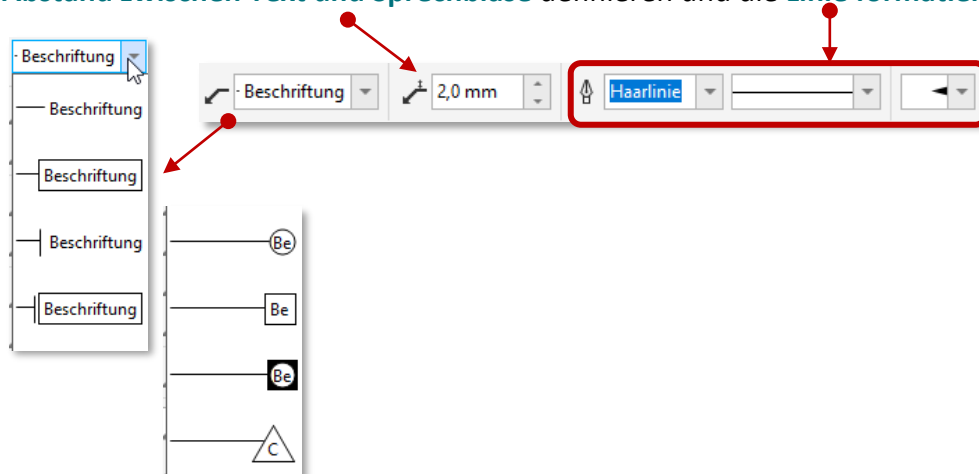 Abstand zwischen Text und Sprechblase definieren und die Linie formatieren
- Beschriftung
- Beschriftung 2,0 mm Haarlinie
Beschriftung
Beschriftung
Beschriftung
Beschriftung
Be
Be
Be
C